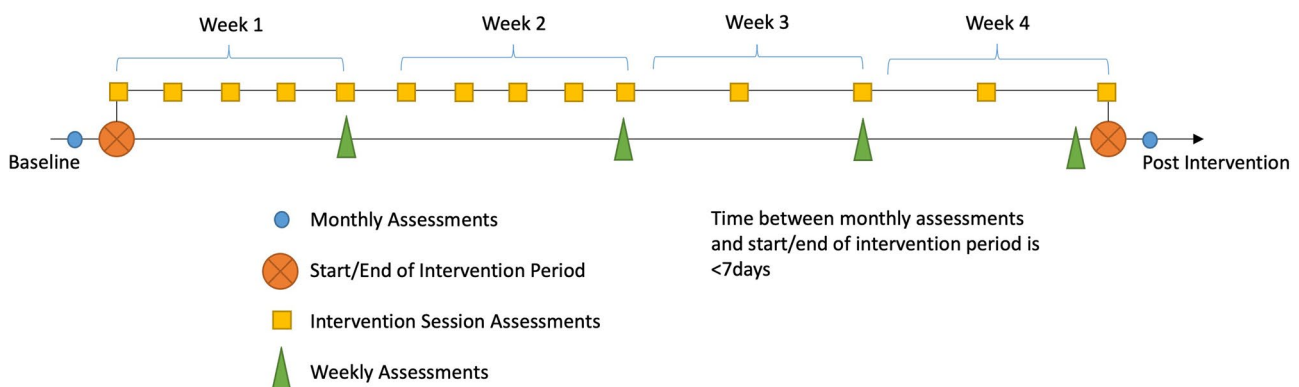 Week 1
Week 2
Week 3
Week 4
Baseline
Post Intervention
Monthly Assessments
Start/End of Intervention Period
Intervention Session Assessments
Weekly Assessments
Time between monthly assessments
and start/end of intervention period is
<7days